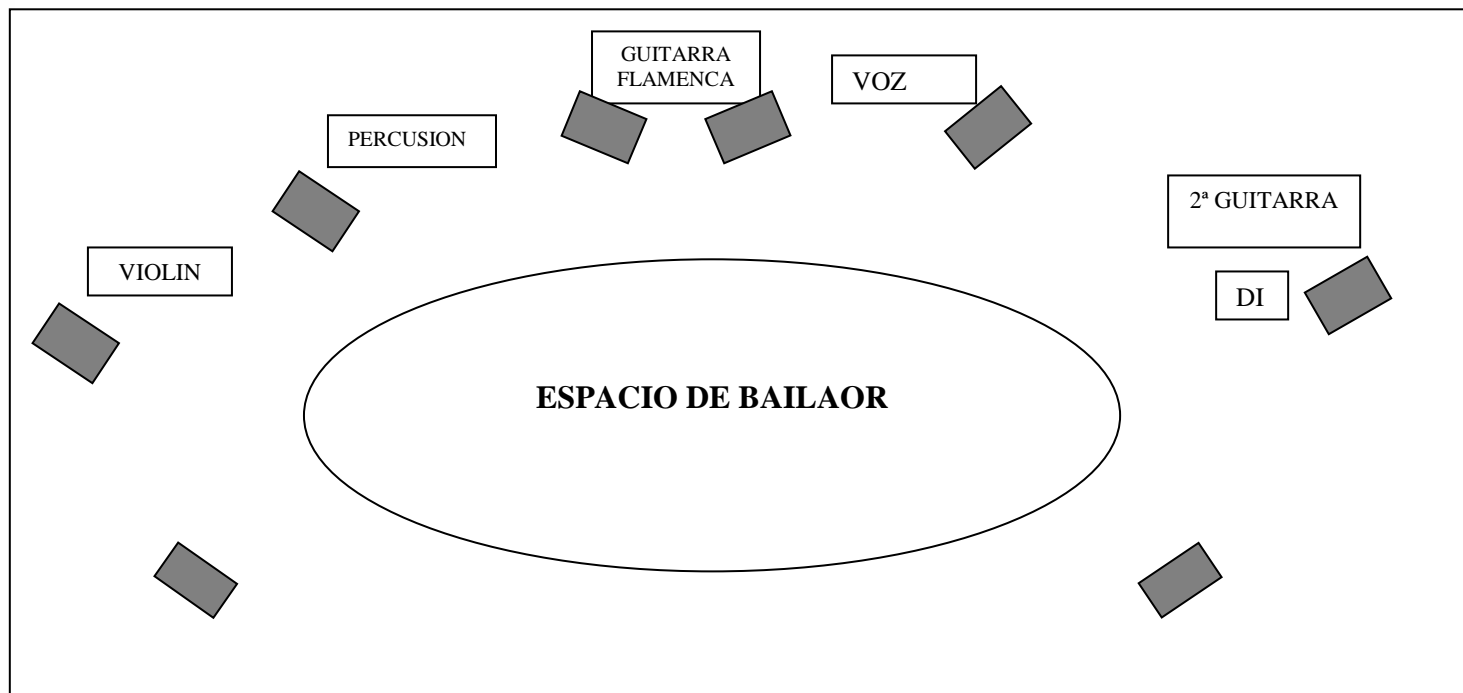 GUITARRA
FLAMENCA
VOZ
PERCUSION
2ª GUITARRA
VIOLIN
DI
ESPACIO DE BAILAOR